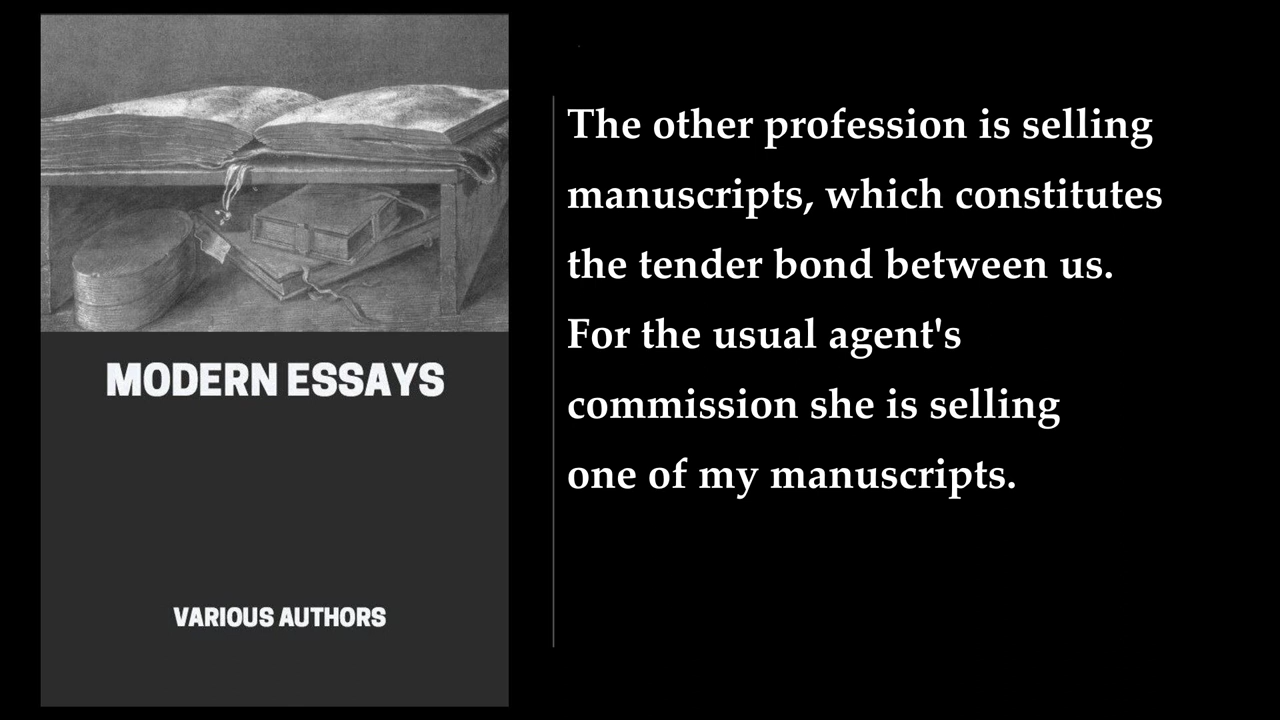 MODERN ESSAYS
VARIOUS AUTHORS
The other profession is selling
manuscripts, which constitutes
the tender bond between us.
For the usual agent's
commission she is selling
one of my manuscripts.